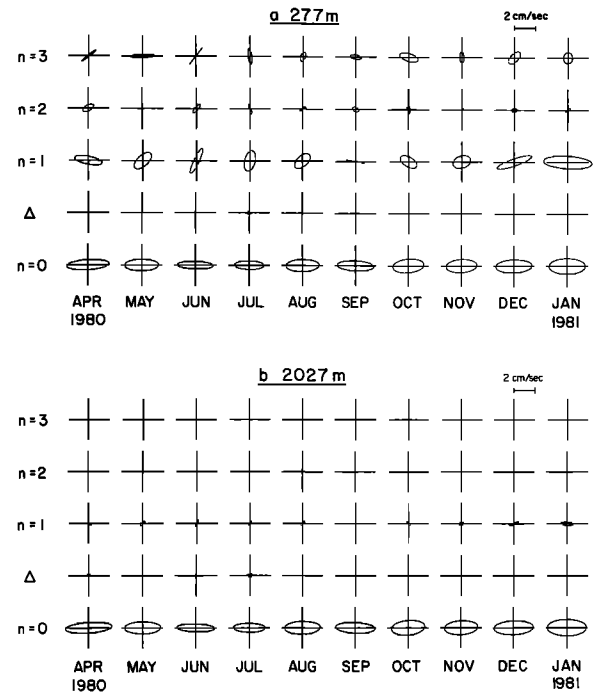 a 277m
2 cm/sec
n=3
n=2
n=1
Δ
n=0
APR MAY JUN JUL AUG SEP OCT NOV DEC JAN
1980 1981
b 2027m
2 cm/sec
n=3
n=2
n=1
Δ
n=0
APR MAY JUN JUL AUG SEP OCT NOV DEC JAN
1980 1981